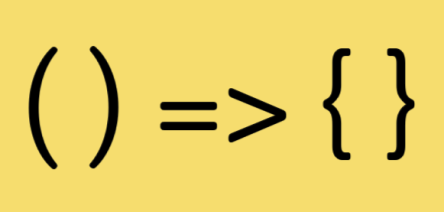 ( ) => { }